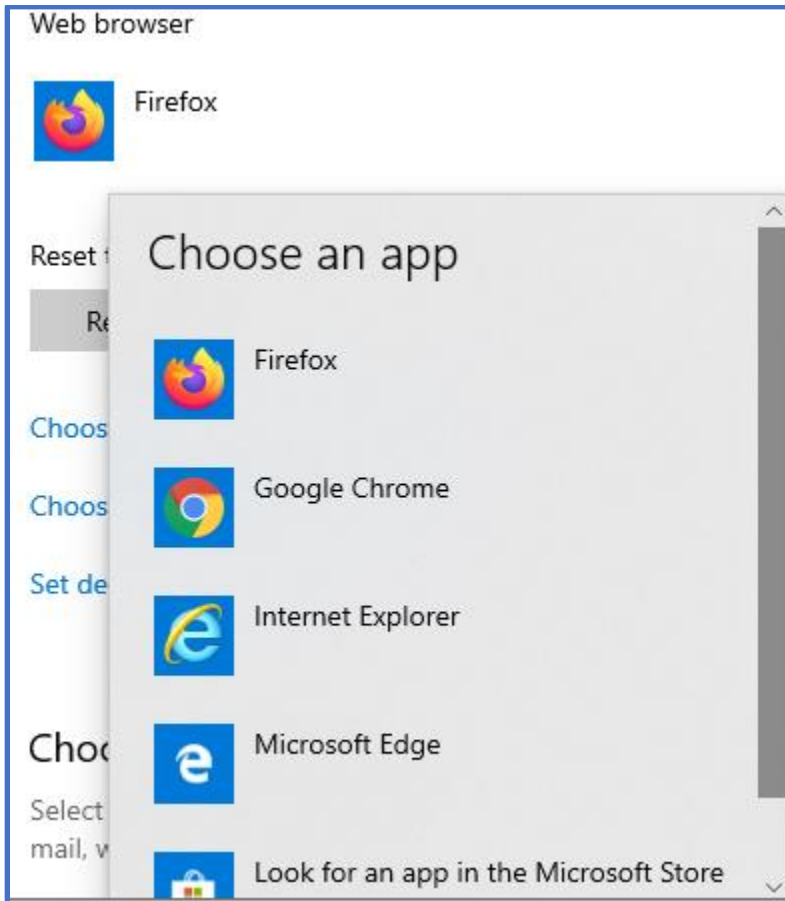 Web browser
Firefox
Choose an app
Reset
Re
Firefox
Choos
Google Chrome
Choos
Set de
Internet Explorer
Microsoft Edge
Choo
Select
mail, w
Look for an app in the Microsoft Store